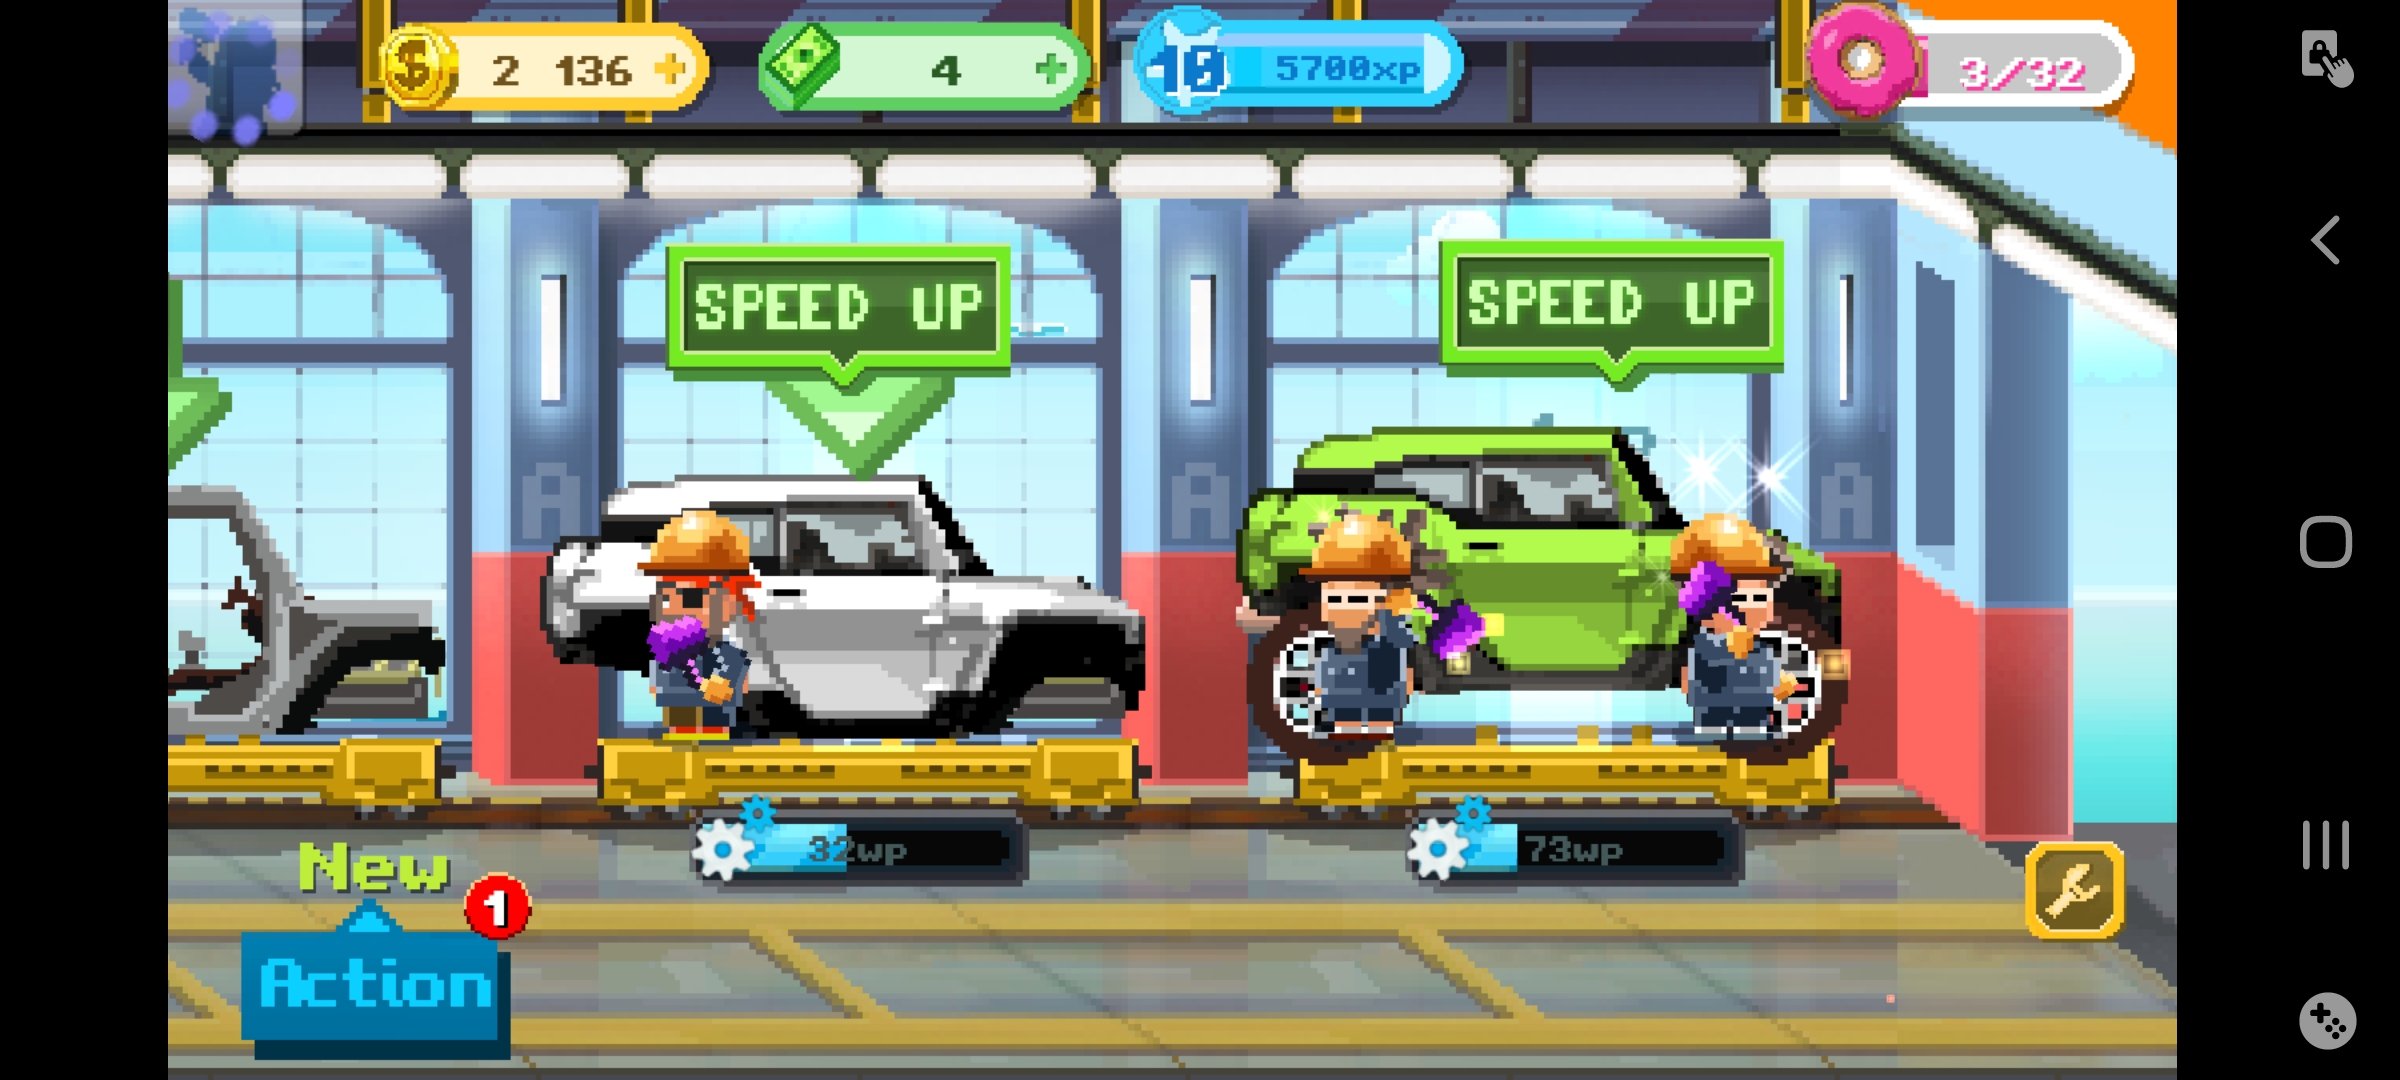 2 136
4
10
5700xp
3/32
SPEED UP
SPEED UP
A
A
A
32wp
73wp
New
1
Action